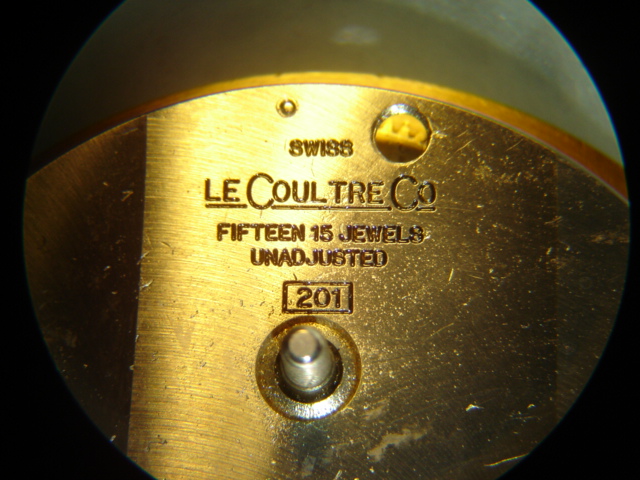 SWISS
LECOULTRE CO
FIFTEEN 15 JEWELS
UNADJUSTED
201